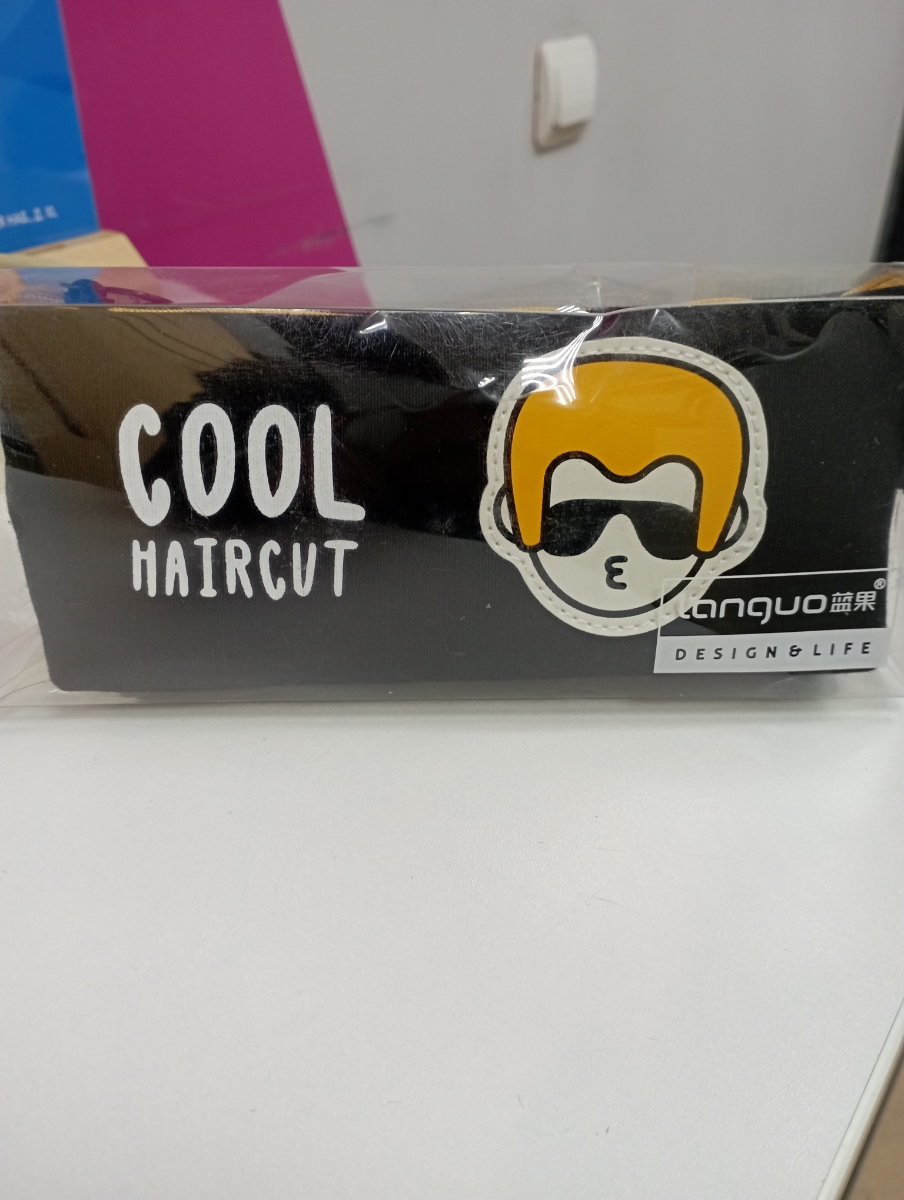 COOL
HAIRCUT
languo蓝果®
DESIGN & LIFE